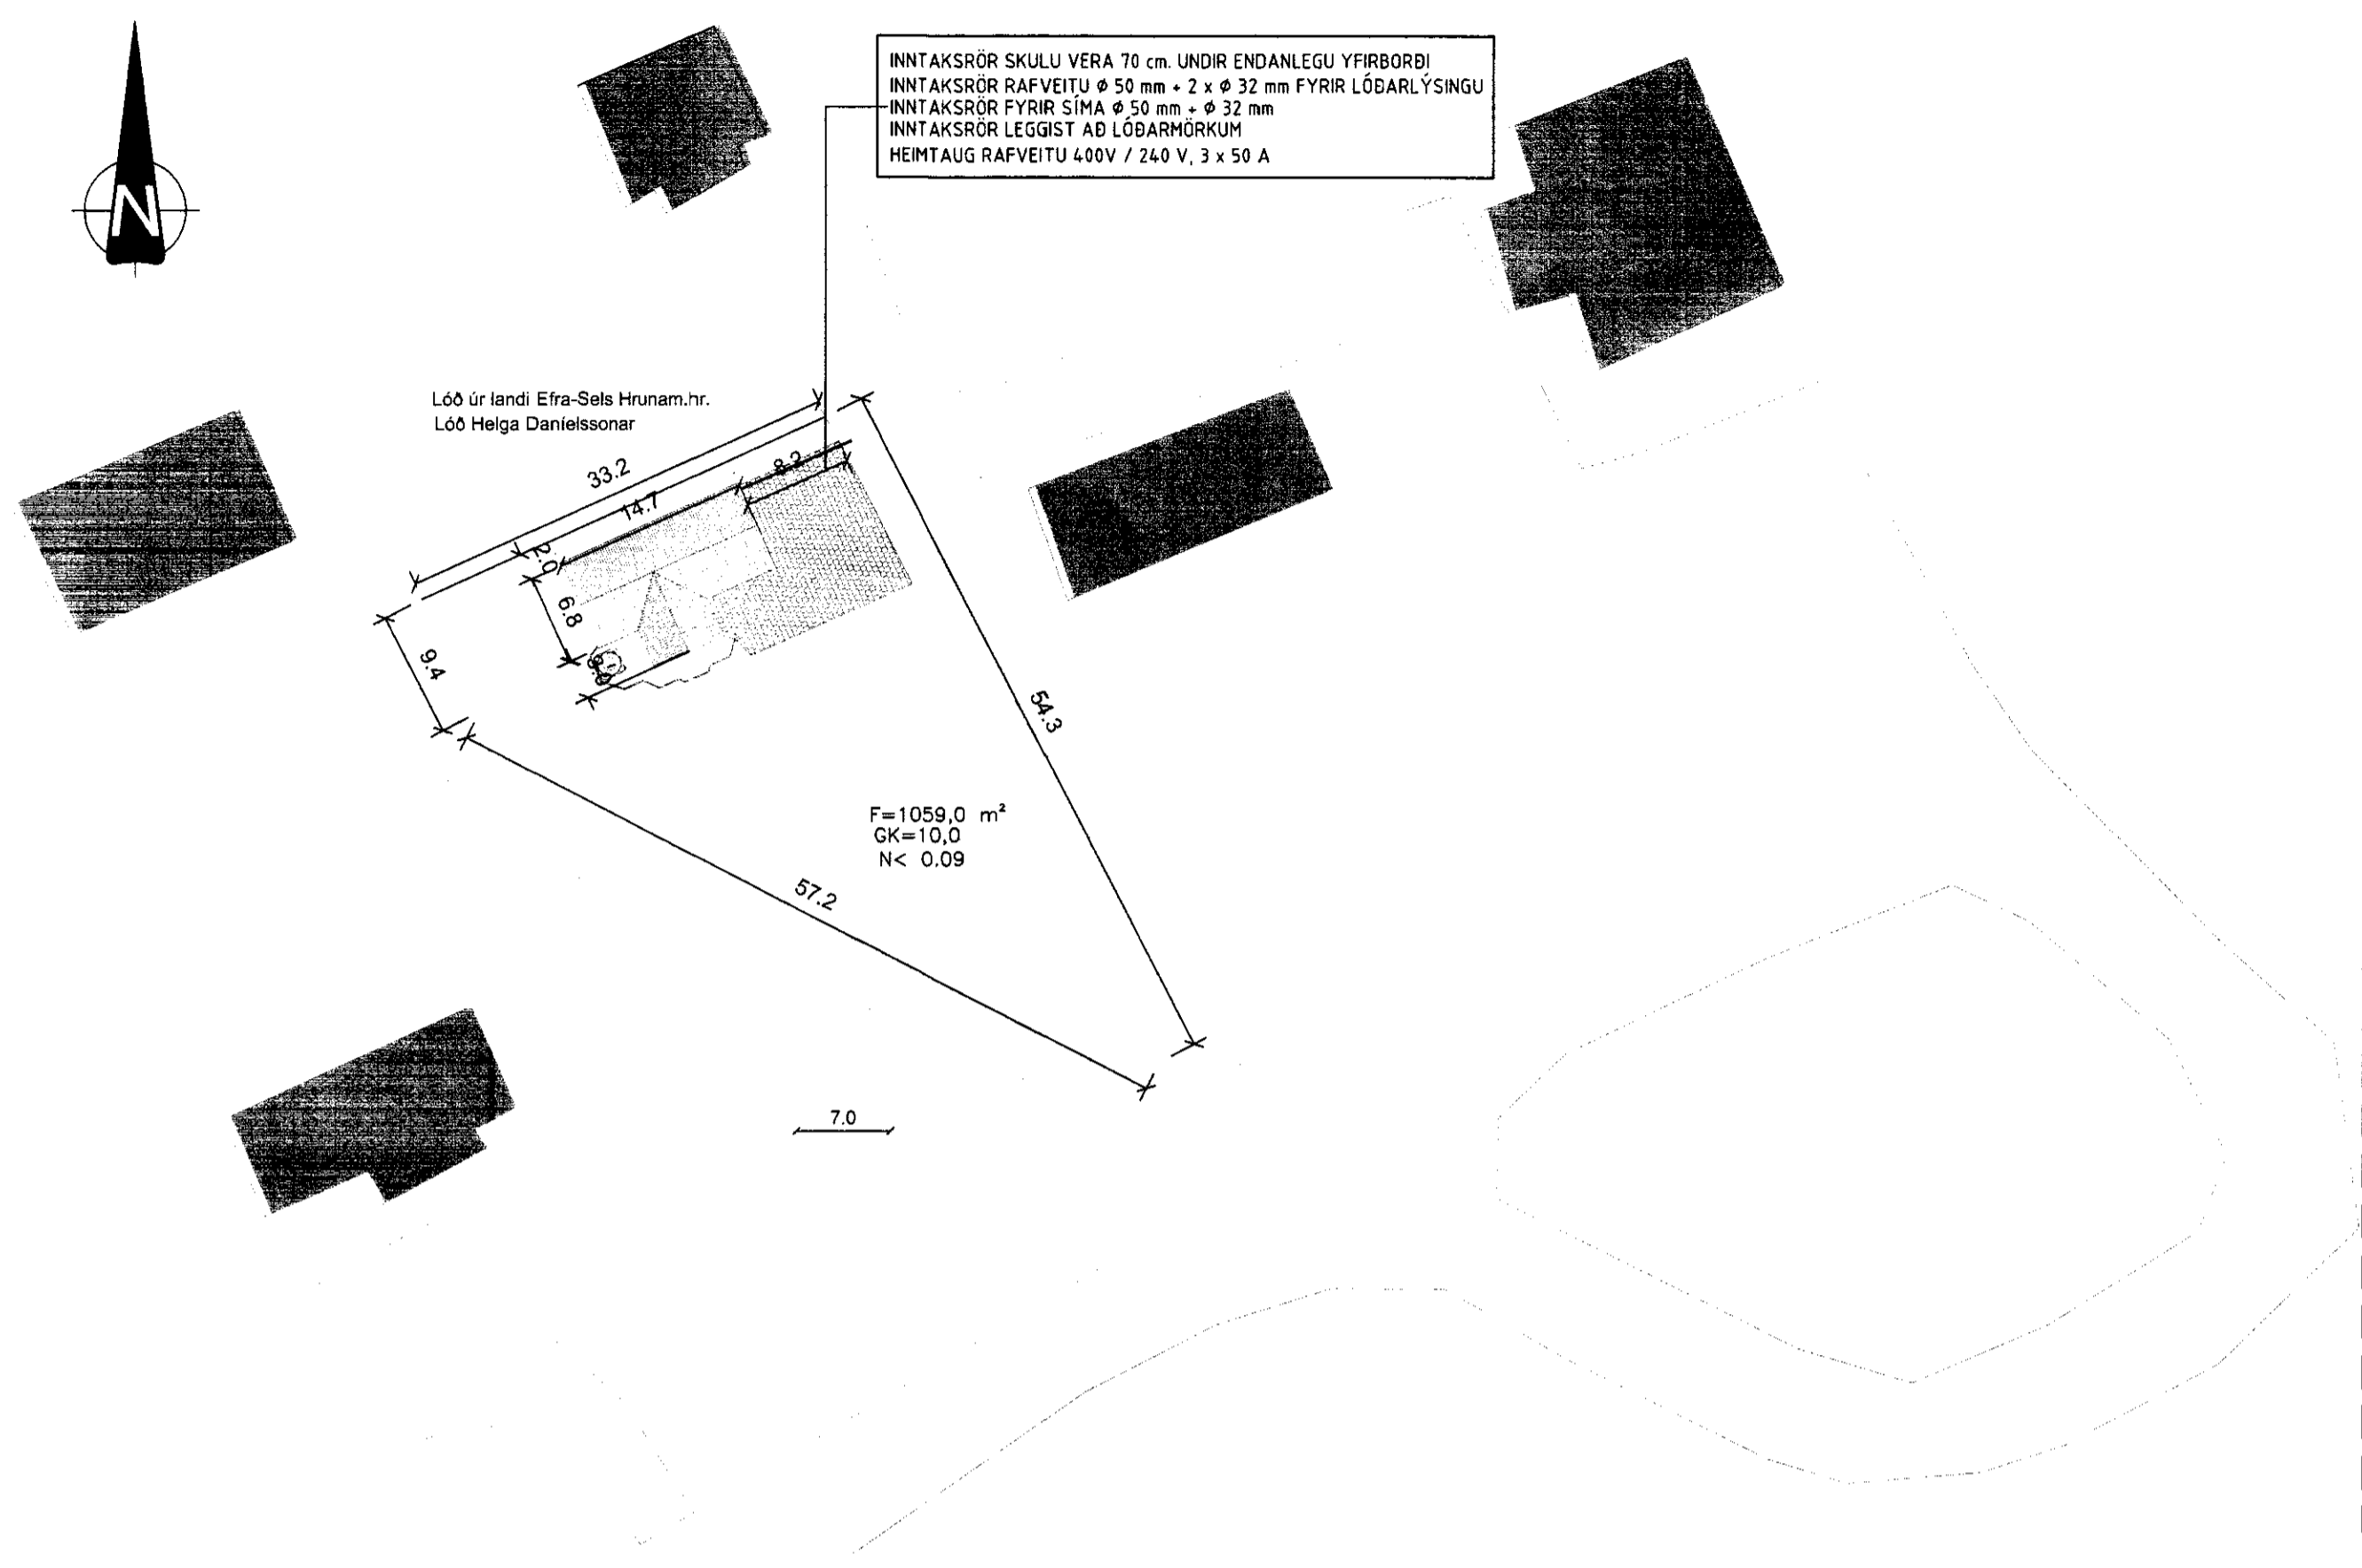 N
INNTAKSRÖR SKULU VERA 70 cm. UNDIR ENDANLEGU YFIRBORÐI
INNTAKSRÖR RAFVEITU ø 50 mm + 2 x ø 32 mm FYRIR LÓÐARLÝSINGU
INNTAKSRÖR FYRIR SÍMA ø 50 mm + ø 32 mm
INNTAKSRÖR LEGGIST AÐ LÓÐARMÖRKUM
HEIMTAUG RAFVEITU 400V / 240 V, 3 x 50 A
Lóð úr landi Efra-Sels Hrunam.hr.
Lóð Helga Daníelssonar
33.2
8.2
14.7
2.0
6.8
9.4
54.3
F=1059,0 m²
GK=10,0
N< 0.09
57.2
7.0